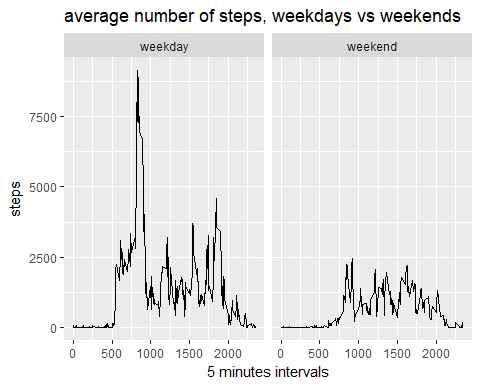 average number of steps, weekdays vs weekends
weekday weekend
7500
5000
2500
0
steps
0 500 1000 1500 2000 0 500 1000 1500 2000
5 minutes intervals